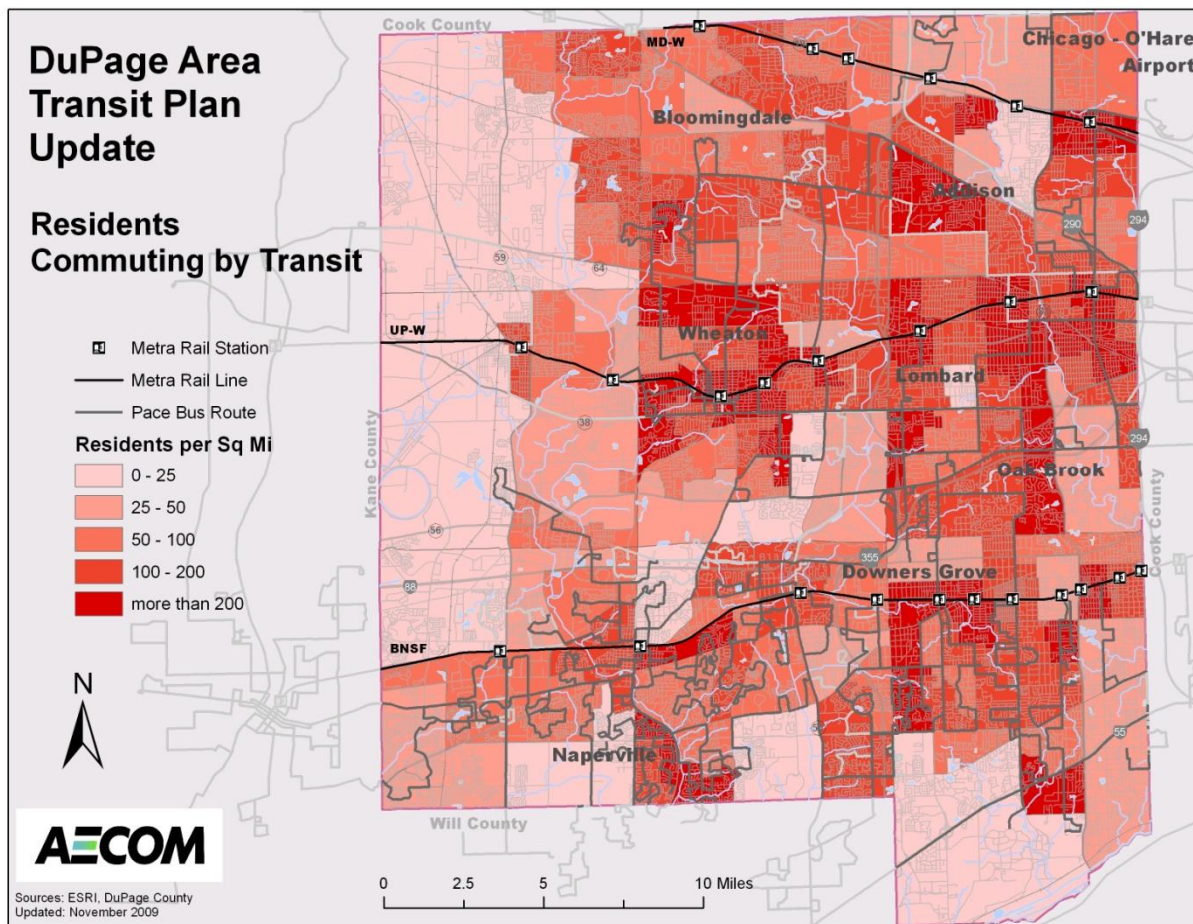 DuPage Area
Transit Plan
Update
Residents
Commuting by Transit
Metra Rail Station
Metra Rail Line
Pace Bus Route
Residents per Sq Mi
0 - 25
25 - 50
50 - 100
100 - 200
more than 200
N
AECOM
Sources: ESRI, DuPage County
Updated: November 2009
Cook County
MD-W
Chicago - O'Hare
Airport
Bloomingdale
Addison
290
294
59
64
UP-W
Wheaton
Lombard
Kane County
38
294
Oak Brook
Cook County
56
88
355
Downers Grove
BNSF
Naperville
55
Will County
0
2.5
5
10 Miles